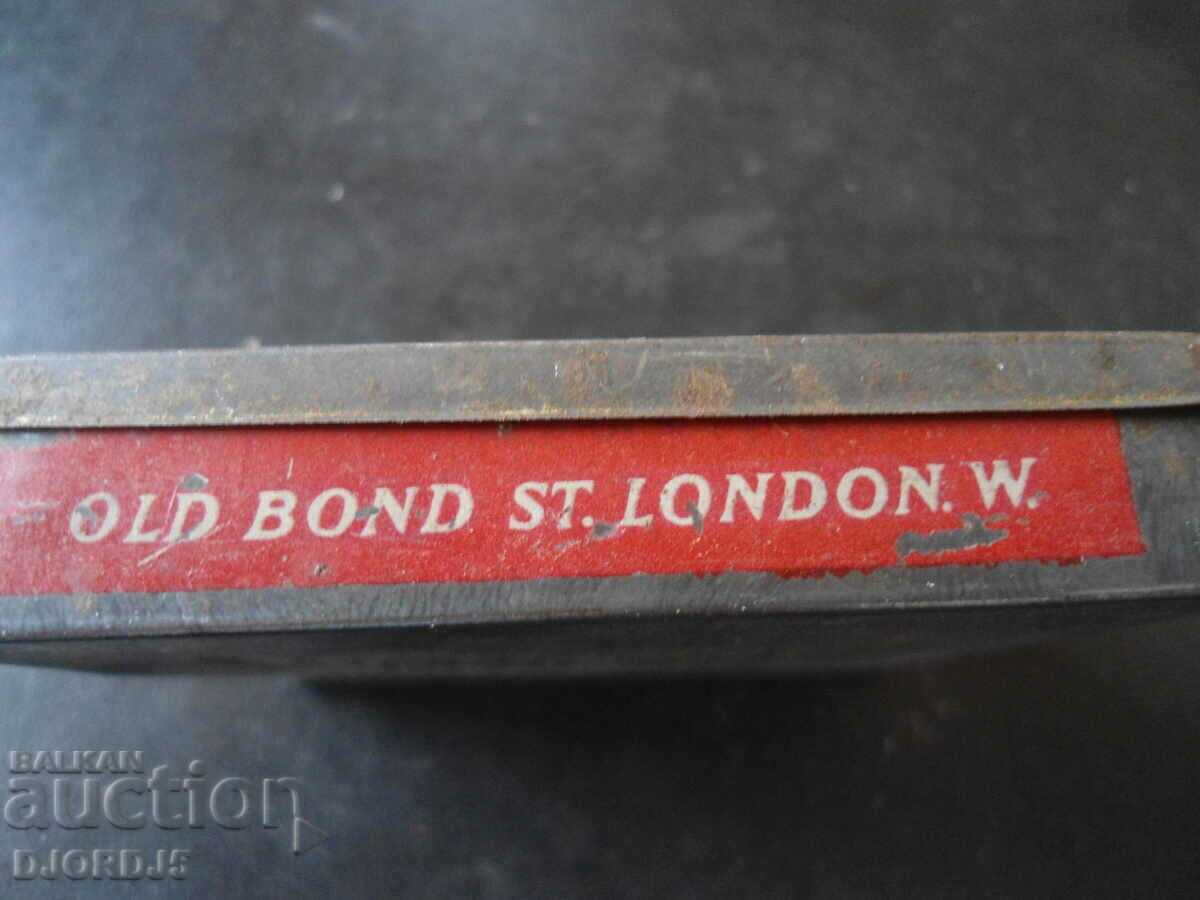 OLD BOND ST. LONDON. W.
BALKAN
auction
DJORDJ5